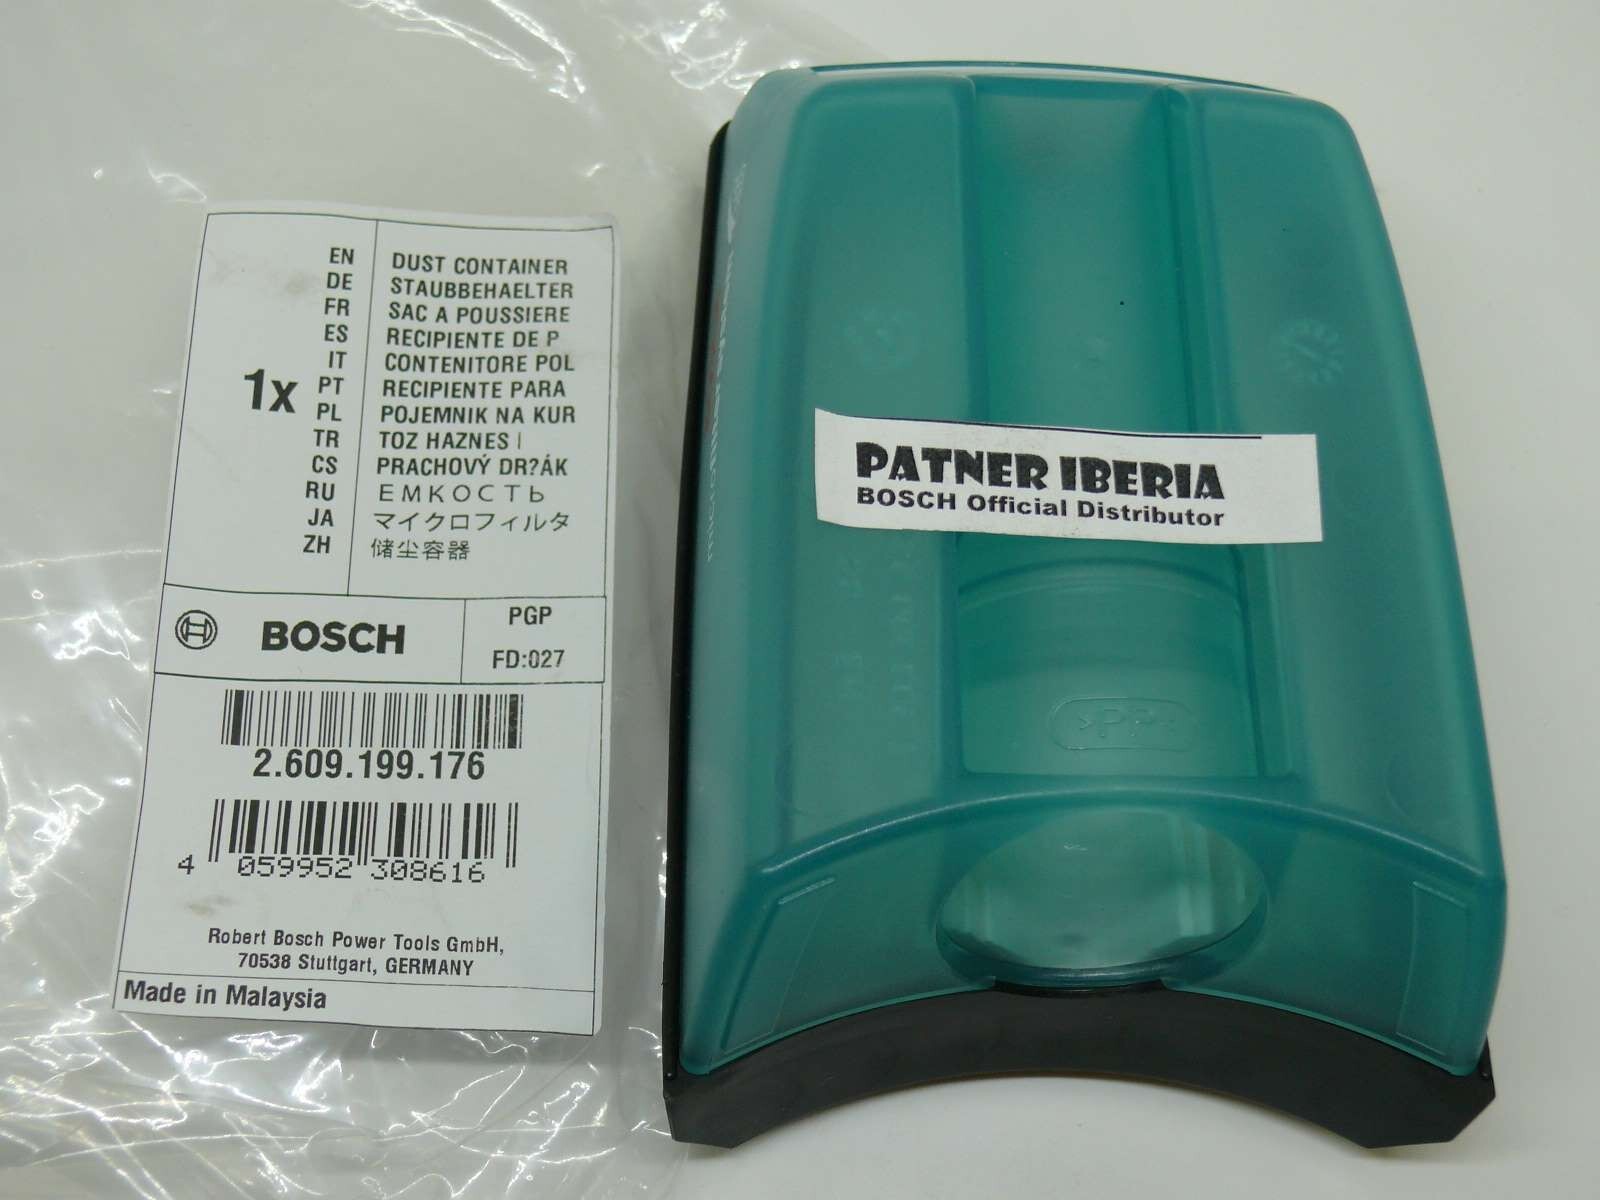 1x
EN DUST CONTAINER
DE STAUBBEHAELTER
FR SAC A POUSSIERE
ES RECIPIENTE DE P
IT CONTENITORE POL
PT RECIPIENTE PARA
PL POJEMNIK NA KUR
TR TOZ HAZNES İ
CS PRACHOVÝ DR?ÁK
RU ЕМКОСТЬ
JA マイクロフィルタ
ZH 储尘容器
BOSCH
PGP
FD:027
2.609.199.176
4 059952 308616
Robert Bosch Power Tools GmbH,
70538 Stuttgart, GERMANY
Made in Malaysia
PATNER IBERIA
BOSCH Official Distributor
>PP<